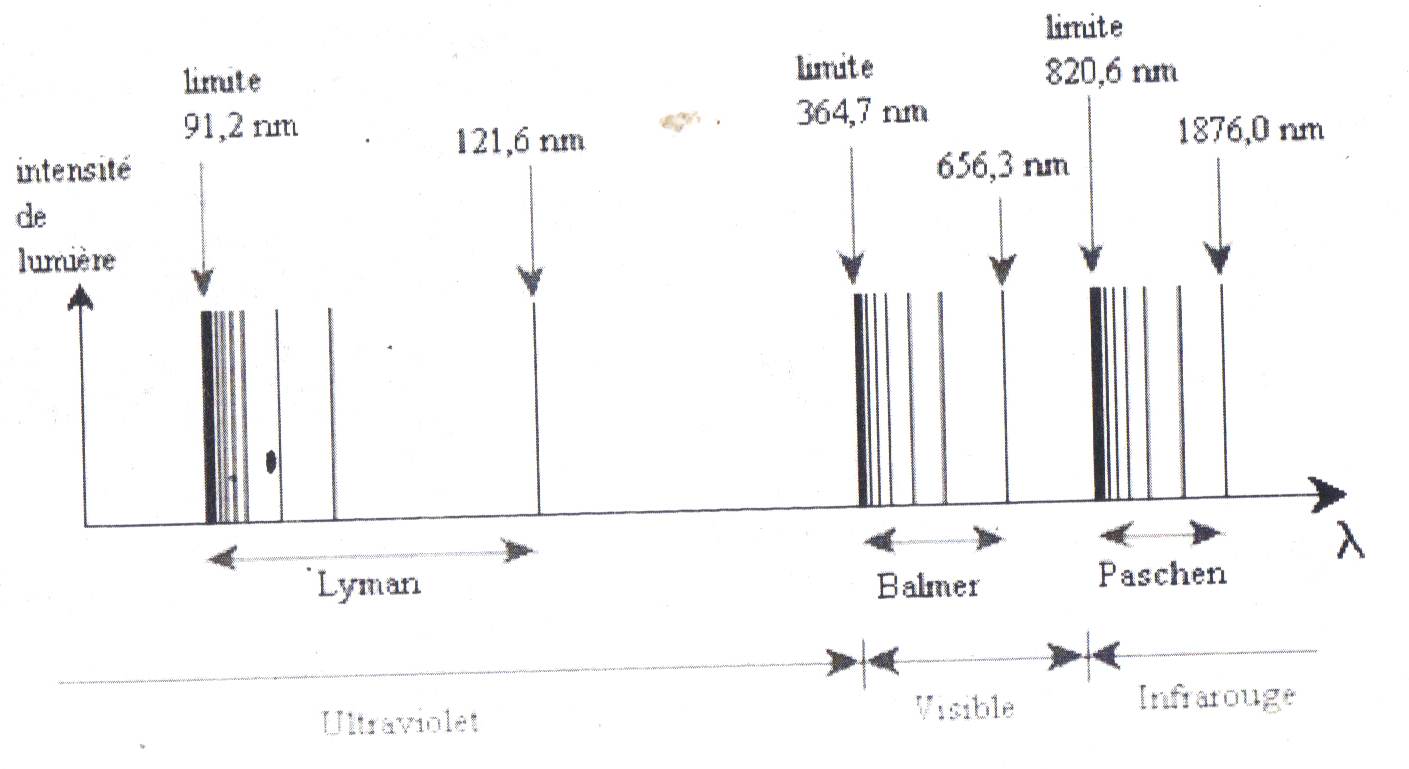 limite
820,6 nm
limite
364,7 nm
limite
91,2 nm
121,6 nm
656,3 nm
1876,0 nm
intensité
de
lumière
λ
Lyman
Balmer
Paschen
Ultraviolet
Visible
Infrarouge